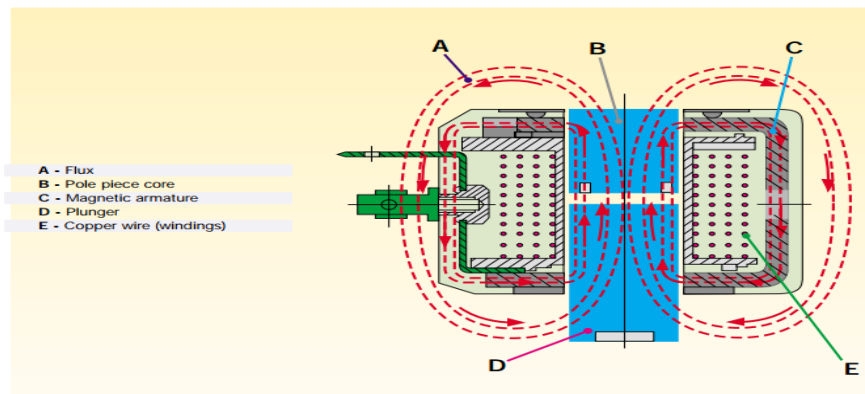 A
B
C
A - Flux
B - Pole piece core
C - Magnetic armature
D - Plunger
E - Copper wire (windings)
D
E